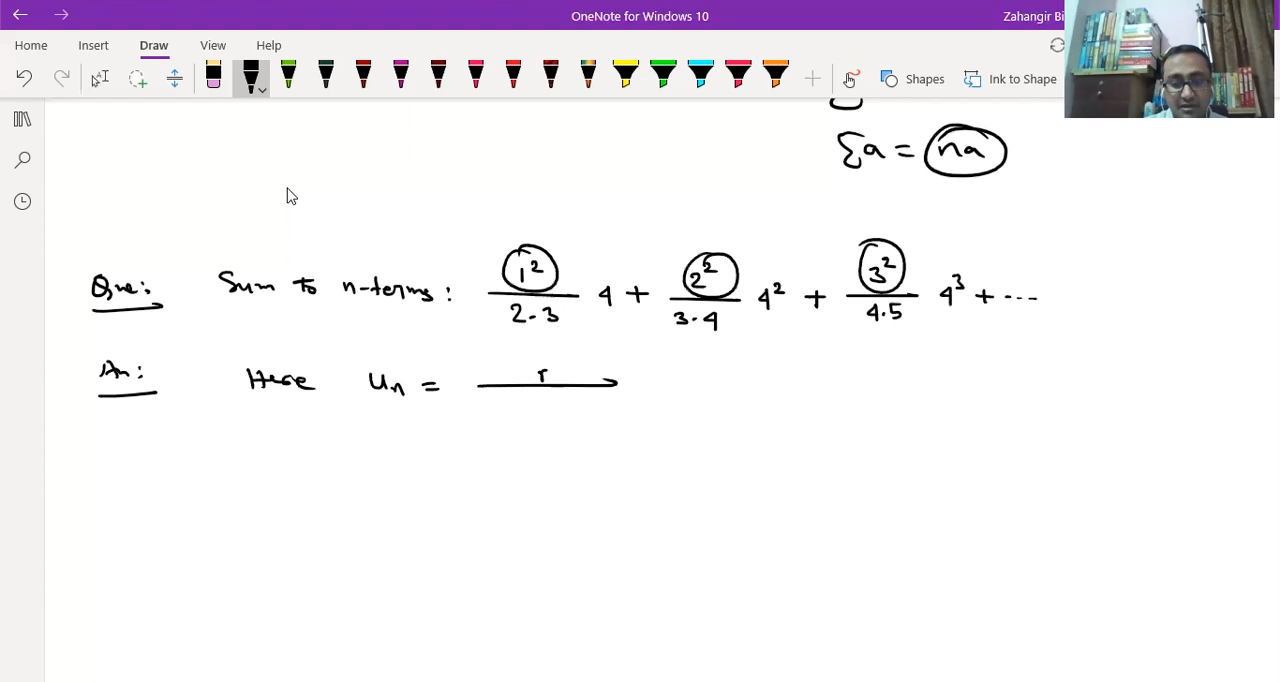 OneNote for Windows 10
Zahangir Bi
Home Insert Draw View Help
Shapes Ink to Shape
Σa = na
Que: Sum to n-terms: 1²/2·3 4 + 2²/3·4 4² + 3²/4·5 4³ + ---
An: Here uₙ =